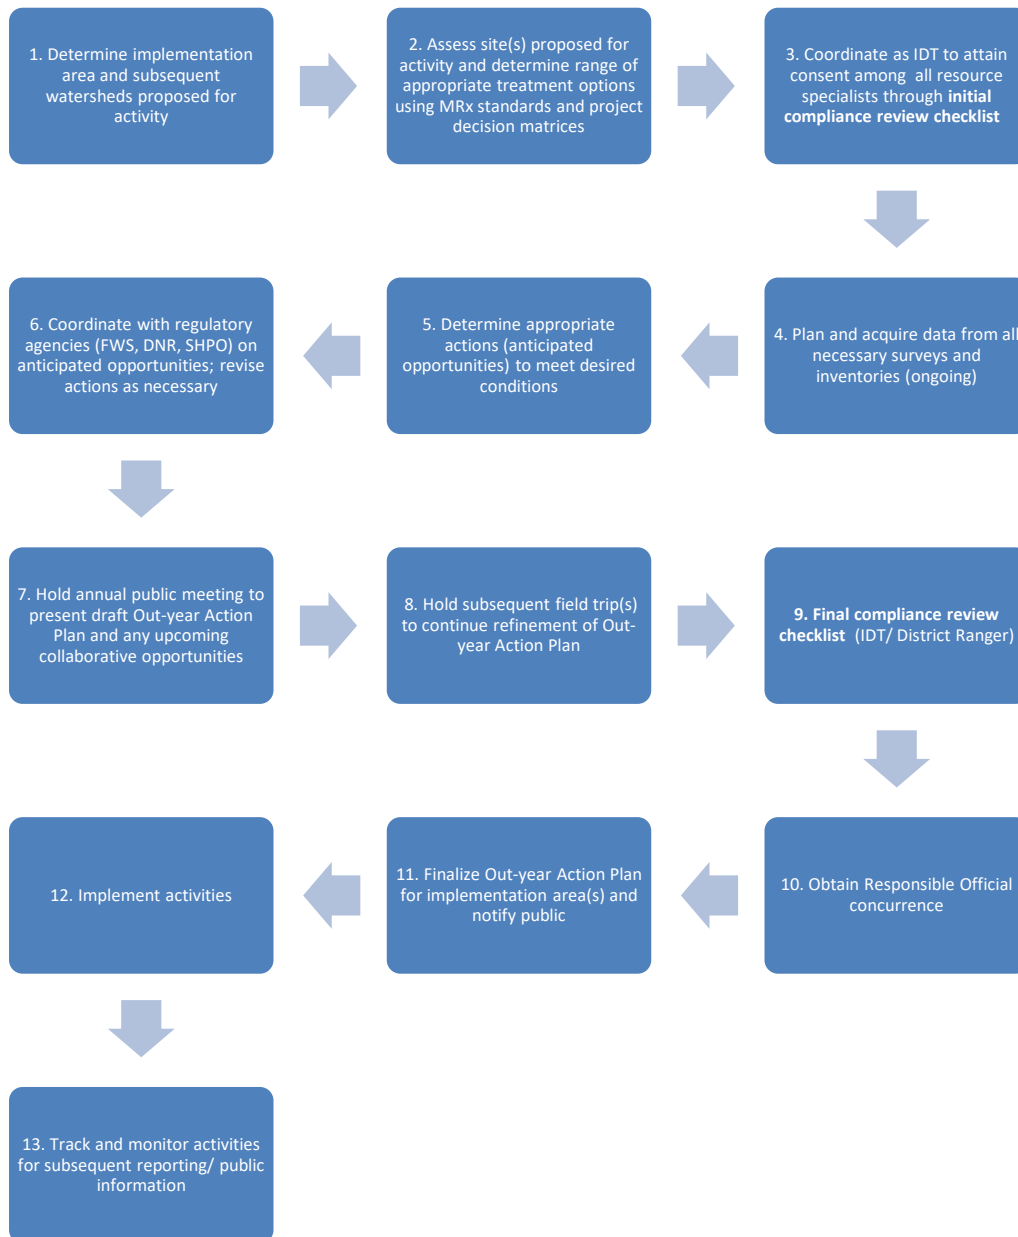 1. Determine implementation
area and subsequent
watersheds proposed for
activity
2. Assess site(s) proposed for
activity and determine range of
appropriate treatment options
using MRx standards and project
decision matrices
3. Coordinate as IDT to attain
consent among all resource
specialists through initial
compliance review checklist
4. Plan and acquire data from all
necessary surveys and
inventories (ongoing)
5. Determine appropriate
actions (anticipated
opportunities) to meet desired
conditions
6. Coordinate with regulatory
agencies (FWS, DNR, SHPO) on
anticipated opportunities; revise
actions as necessary
7. Hold annual public meeting to
present draft Out-year Action
Plan and any upcoming
collaborative opportunities
8. Hold subsequent field trip(s)
to continue refinement of Out-
year Action Plan
9. Final compliance review
checklist (IDT/ District Ranger)
10. Obtain Responsible Official
concurrence
11. Finalize Out-year Action Plan
for implementation area(s) and
notify public
12. Implement activities
13. Track and monitor activities
for subsequent reporting/ public
information